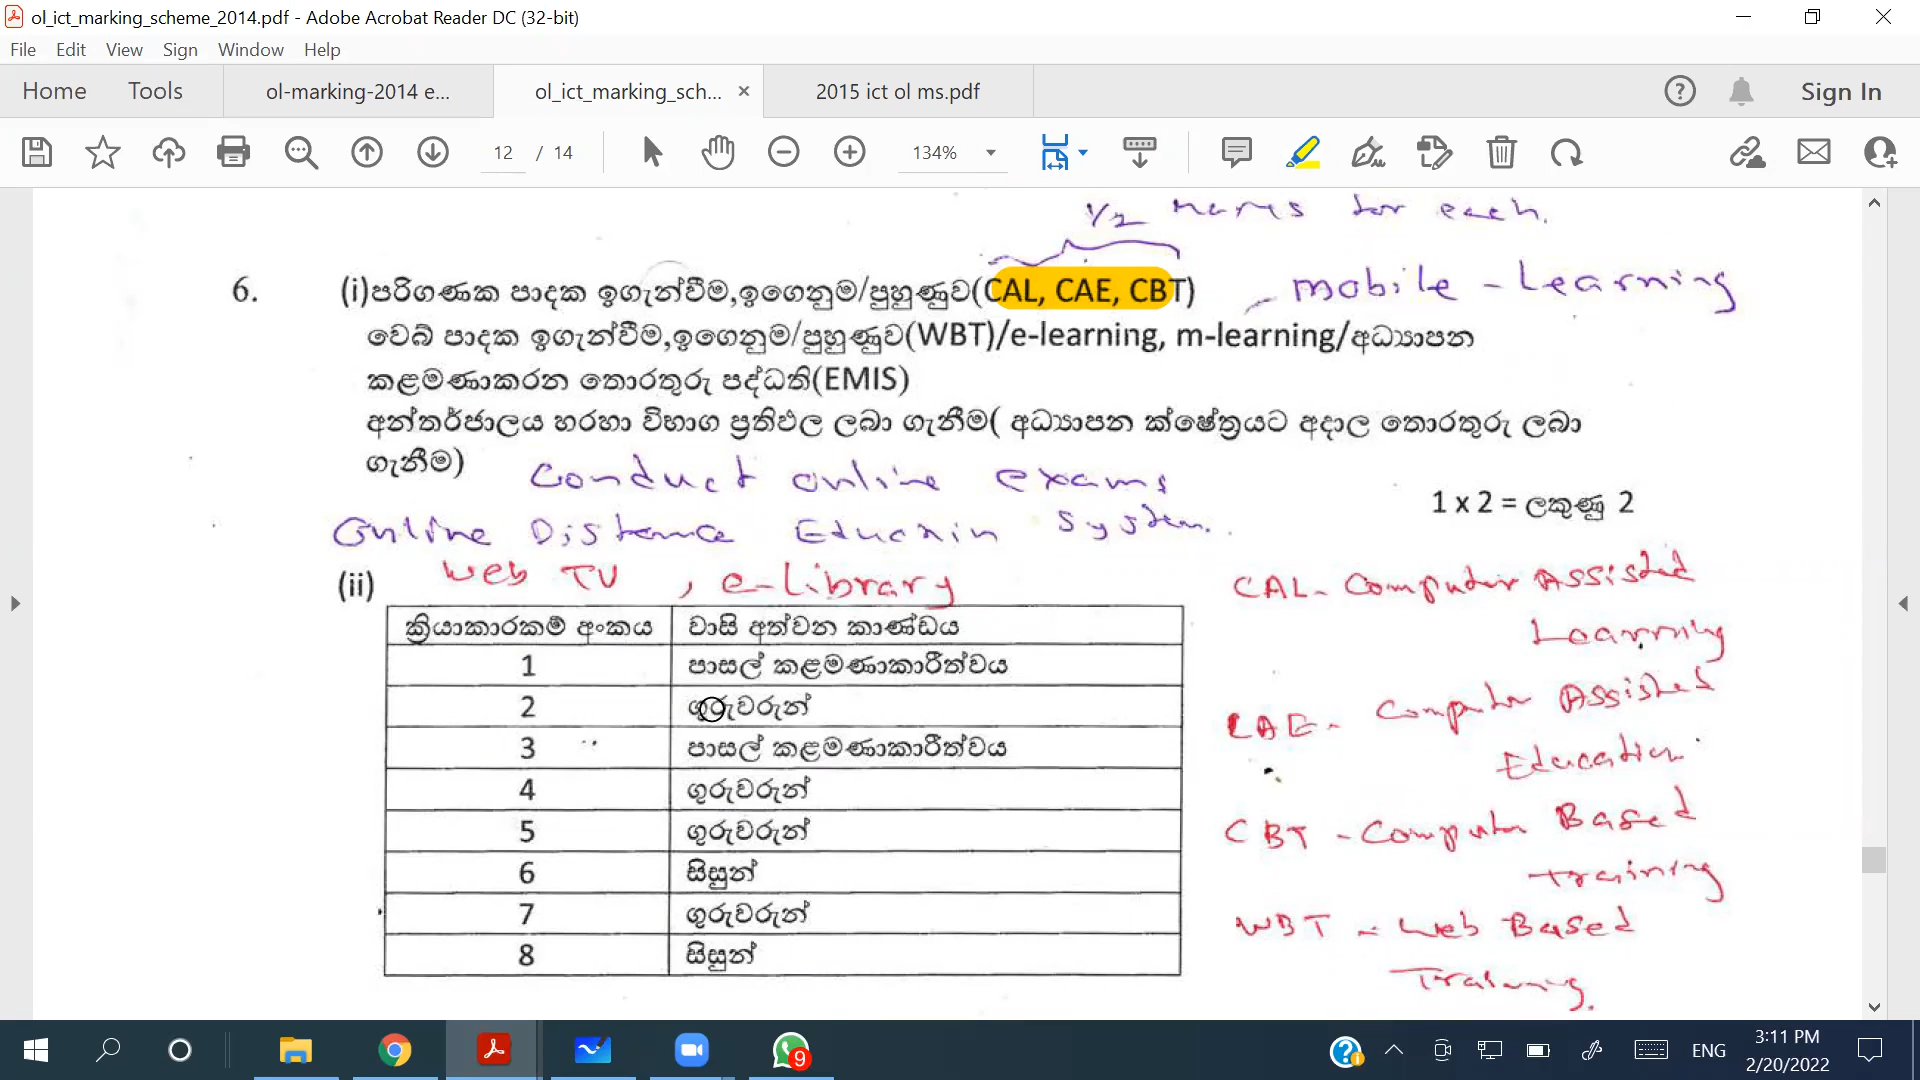 ol_ict_marking_scheme_2014.pdf - Adobe Acrobat Reader DC (32-bit)
File Edit View Sign Window Help
Home Tools ol-marking-2014 e... ol_ict_marking_sch... × 2015 ict ol ms.pdf Sign In
12 / 14 134%
1/2 marks for each.
6. (i)පරිගණක පාදක ඉගැන්වීම,ඉගෙනුම/පුහුණුව(CAL, CAE, CBT) , mobile - Learning
වෙබ් පාදක ඉගැන්වීම,ඉගෙනුම/පුහුණුව(WBT)/e-learning, m-learning/අධ්‍යාපන
කළමණාකරන තොරතුරු පද්ධති(EMIS)
අන්තර්ජාලය හරහා විභාග ප්‍රතිඵල ලබා ගැනීම( අධ්‍යාපන ක්ෂේත්‍රයට අදාල තොරතුරු ලබා
ගැනීම)
Conduct online exams
1 x 2 = ලකුණු 2
Online Distance System.
(ii) Web TV , e-library
ක්‍රියාකාරකම් අංකය වාසි අත්වන කාණ්ඩය
1 පාසල් කළමණාකාරීත්වය
2 ගුරුවරුන්
3 පාසල් කළමණාකාරීත්වය
4 ගුරුවරුන්
5 ගුරුවරුන්
6 සිසුන්
7 ගුරුවරුන්
8 සිසුන්
CAL - Computer Assisted
Learning
CAE - Computer Assisted
Education
CBT - Computer Based
Training
WBT - Web Based
Training.
9
ENG
3:11 PM
2/20/2022